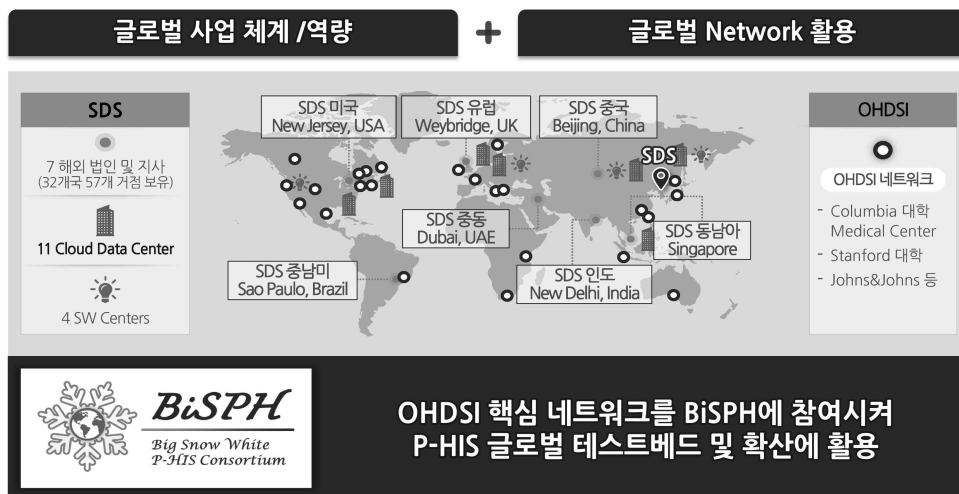 글로벌 사업 체계 /역량
+
글로벌 Network 활용
SDS
7 해외 법인 및 지사
(32개국 57개 거점 보유)
11 Cloud Data Center
4 SW Centers
SDS 미국
New Jersey, USA
SDS 유럽
Weybridge, UK
SDS 중국
Beijing, China
SDS
SDS 중동
Dubai, UAE
SDS 동남아
Singapore
SDS 중남미
Sao Paulo, Brazil
SDS 인도
New Delhi, India
OHDSI
OHDSI 네트워크
- Columbia 대학
Medical Center
- Stanford 대학
- Johns&Johns 등
BiSPH
Big Snow White
P-HIS Consortium
OHDSI 핵심 네트워크를 BiSPH에 참여시켜
P-HIS 글로벌 테스트베드 및 확산에 활용